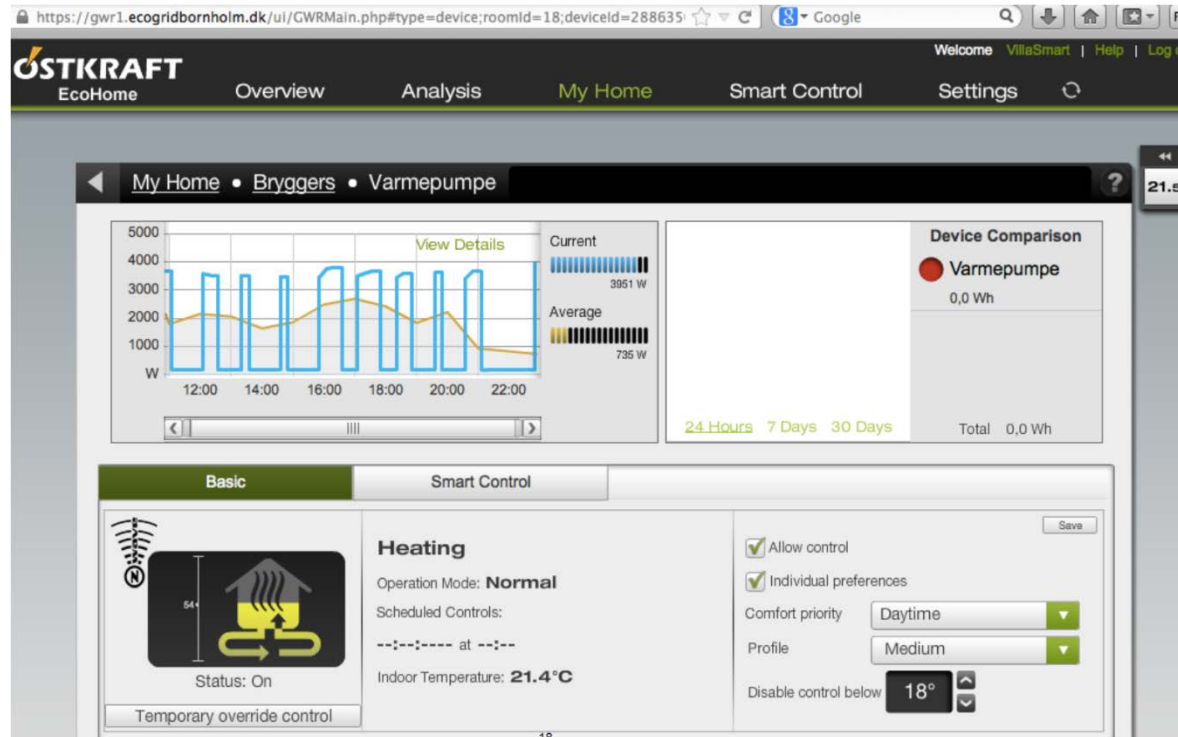 https://gwr1.ecogridbornholm.dk/ui/GWRMain.php#type=device;roomId=18;deviceId=288635
Google
Welcome VillaSmart | Help | Log
ÖSTKRAFT
EcoHome
Overview
Analysis
My Home
Smart Control
Settings
My Home • Bryggers • Varmepumpe
?
21.5
5000
4000
3000
2000
1000
W
View Details
12:00 14:00 16:00 18:00 20:00 22:00
Current
3951 W
Average
735 W
24 Hours 7 Days 30 Days
Device Comparison
Varmepumpe
0,0 Wh
Total 0,0 Wh
Basic
Smart Control
N
54
Status: On
Temporary override control
Heating
Operation Mode: Normal
Scheduled Controls:
--:--:---- at --:--
Indoor Temperature: 21.4°C
Save
Allow control
Individual preferences
Comfort priority Daytime
Profile Medium
Disable control below 18°
18